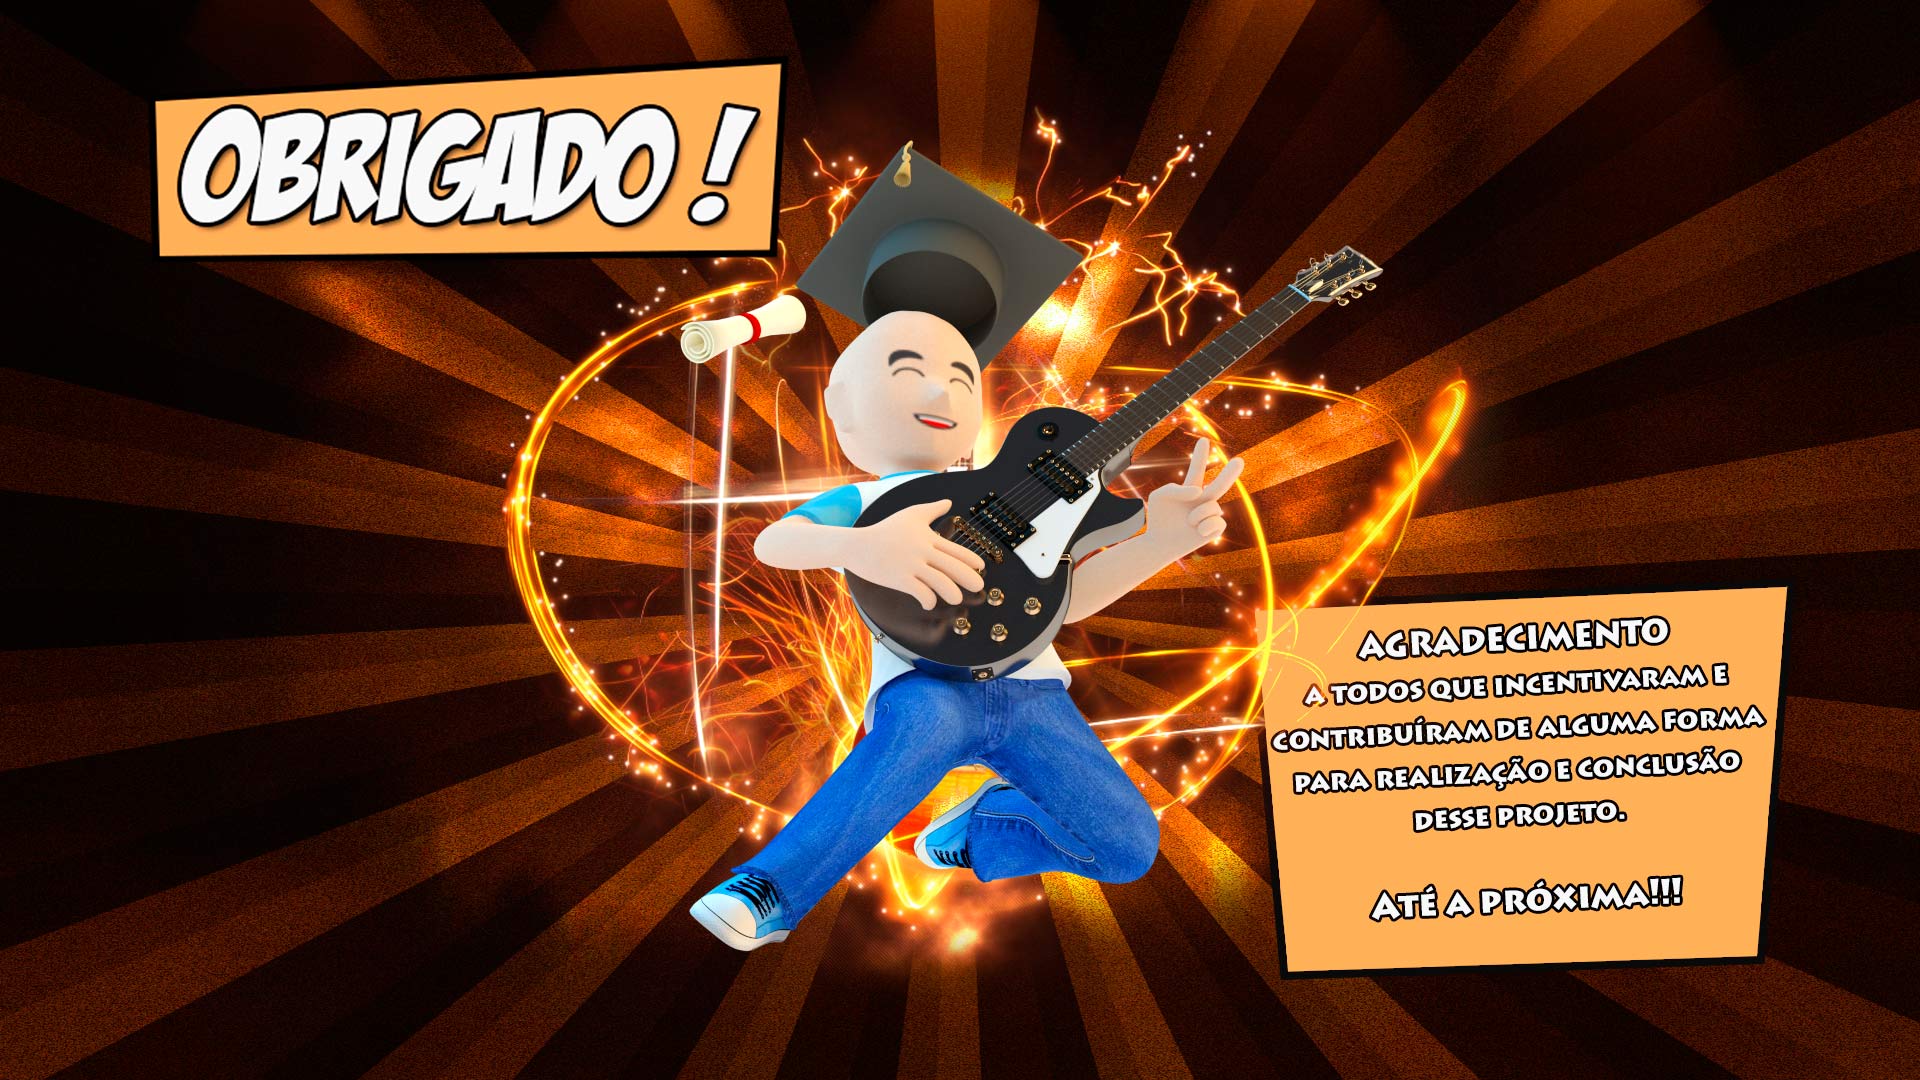 OBRIGADO !
AGRADECIMENTO
A TODOS QUE INCENTIVARAM E
CONTRIBUÍRAM DE ALGUMA FORMA
PARA REALIZAÇÃO E CONCLUSÃO
DESSE PROJETO.
ATÉ A PRÓXIMA!!!